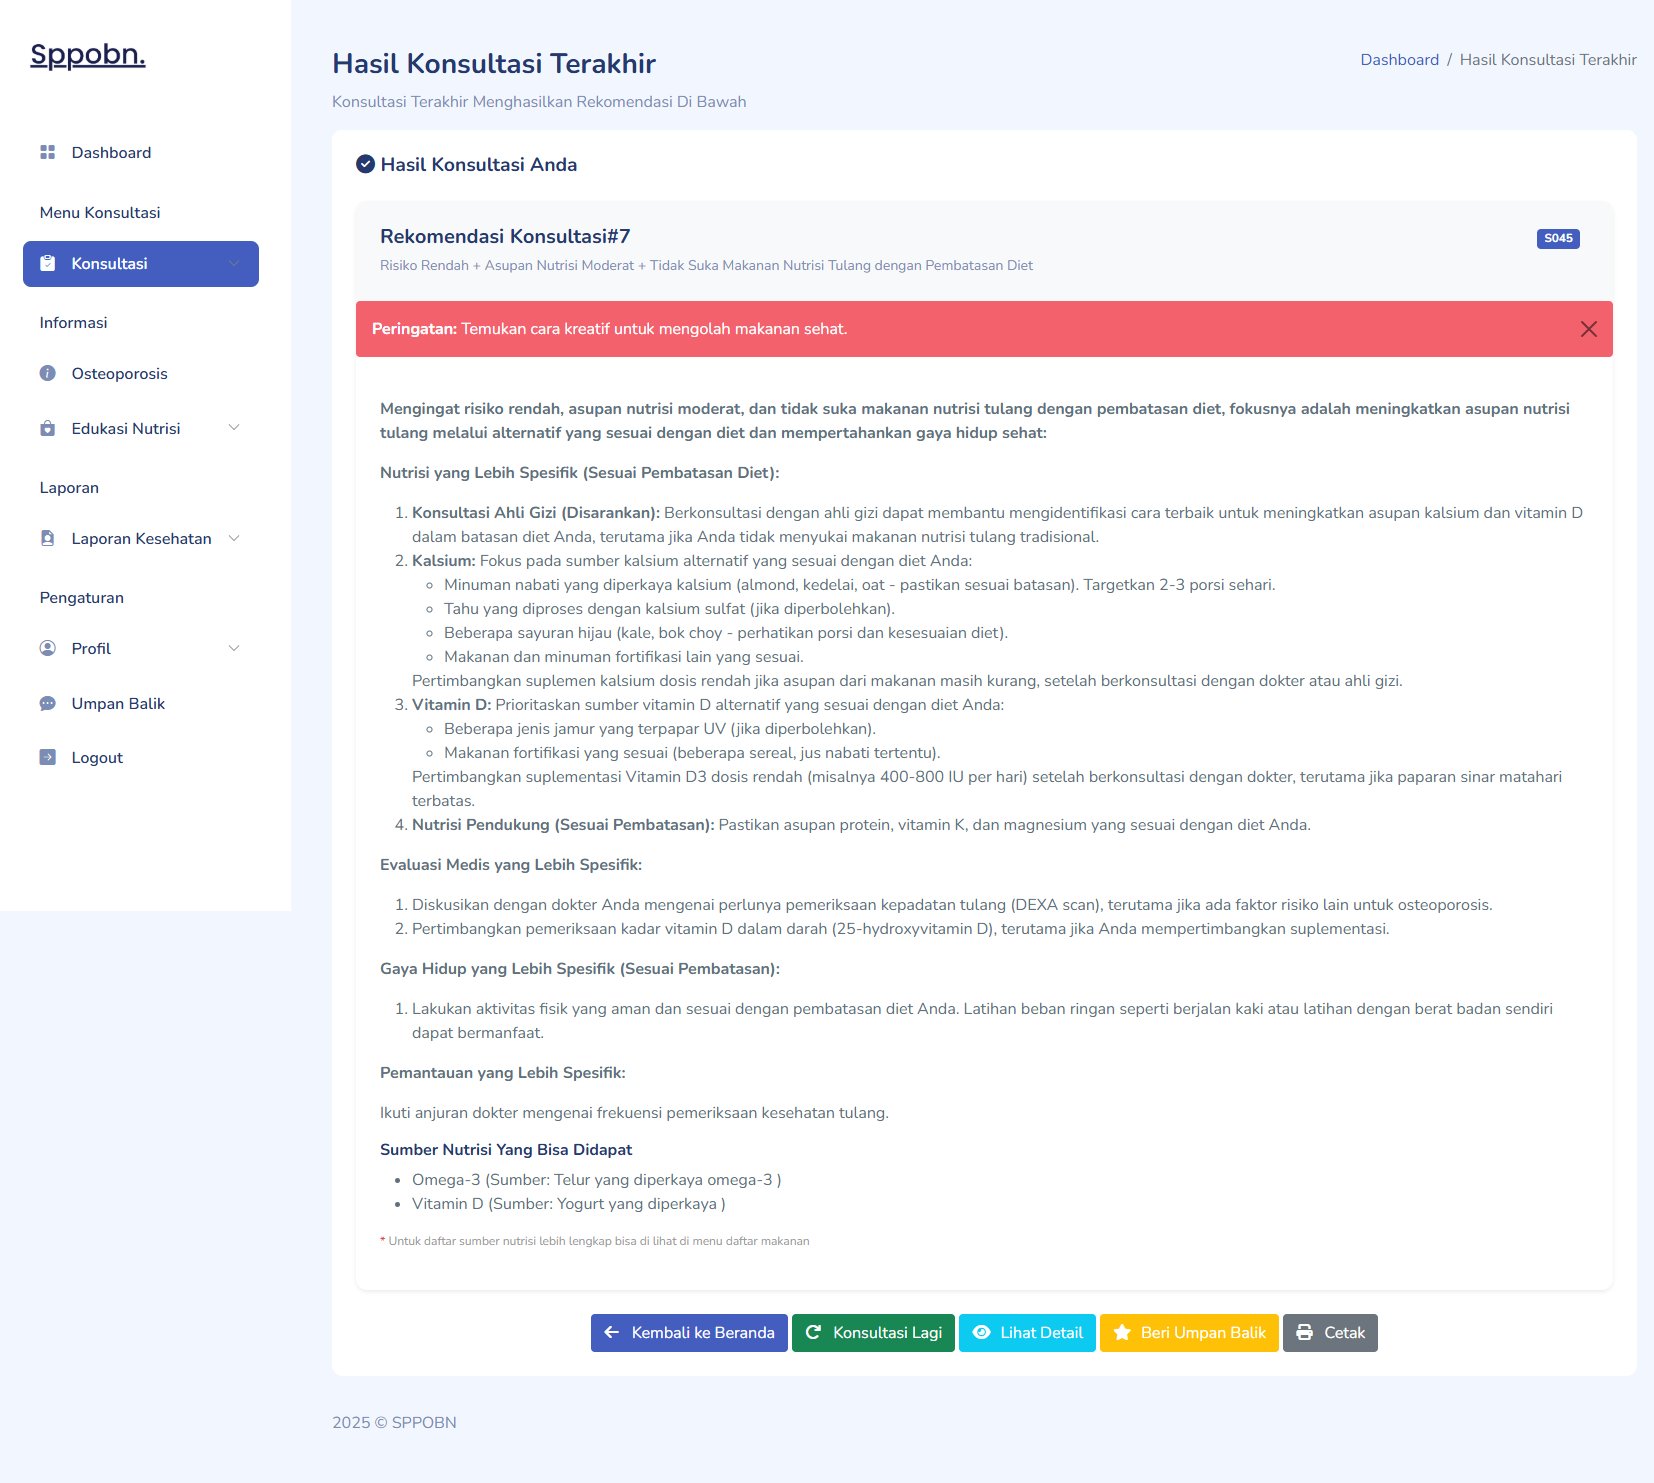 Sppobn.
Dashboard
Menu Konsultasi
Konsultasi
Informasi
Osteoporosis
Edukasi Nutrisi
Laporan
Laporan Kesehatan
Pengaturan
Profil
Umpan Balik
Logout
Hasil Konsultasi Terakhir
Dashboard / Hasil Konsultasi Terakhir
Konsultasi Terakhir Menghasilkan Rekomendasi Di Bawah
Hasil Konsultasi Anda
Rekomendasi Konsultasi#7
S045
Risiko Rendah + Asupan Nutrisi Moderat + Tidak Suka Makanan Nutrisi Tulang dengan Pembatasan Diet
Peringatan: Temukan cara kreatif untuk mengolah makanan sehat.
Mengingat risiko rendah, asupan nutrisi moderat, dan tidak suka makanan nutrisi tulang dengan pembatasan diet, fokusnya adalah meningkatkan asupan nutrisi
tulang melalui alternatif yang sesuai dengan diet dan mempertahankan gaya hidup sehat:
Nutrisi yang Lebih Spesifik (Sesuai Pembatasan Diet):
1. Konsultasi Ahli Gizi (Disarankan): Berkonsultasi dengan ahli gizi dapat membantu mengidentifikasi cara terbaik untuk meningkatkan asupan kalsium dan vitamin D
dalam batasan diet Anda, terutama jika Anda tidak menyukai makanan nutrisi tulang tradisional.
2. Kalsium: Fokus pada sumber kalsium alternatif yang sesuai dengan diet Anda:
◦ Minuman nabati yang diperkaya kalsium (almond, kedelai, oat - pastikan sesuai batasan). Targetkan 2-3 porsi sehari.
◦ Tahu yang diproses dengan kalsium sulfat (jika diperbolehkan).
◦ Beberapa sayuran hijau (kale, bok choy - perhatikan porsi dan kesesuaian diet).
◦ Makanan dan minuman fortifikasi lain yang sesuai.
Pertimbangkan suplemen kalsium dosis rendah jika asupan dari makanan masih kurang, setelah berkonsultasi dengan dokter atau ahli gizi.
3. Vitamin D: Prioritaskan sumber vitamin D alternatif yang sesuai dengan diet Anda:
◦ Beberapa jenis jamur yang terpapar UV (jika diperbolehkan).
◦ Makanan fortifikasi yang sesuai (beberapa sereal, jus nabati tertentu).
Pertimbangkan suplementasi Vitamin D3 dosis rendah (misalnya 400-800 IU per hari) setelah berkonsultasi dengan dokter, terutama jika paparan sinar matahari
terbatas.
4. Nutrisi Pendukung (Sesuai Pembatasan): Pastikan asupan protein, vitamin K, dan magnesium yang sesuai dengan diet Anda.
Evaluasi Medis yang Lebih Spesifik:
1. Diskusikan dengan dokter Anda mengenai perlunya pemeriksaan kepadatan tulang (DEXA scan), terutama jika ada faktor risiko lain untuk osteoporosis.
2. Pertimbangkan pemeriksaan kadar vitamin D dalam darah (25-hydroxyvitamin D), terutama jika Anda mempertimbangkan suplementasi.
Gaya Hidup yang Lebih Spesifik (Sesuai Pembatasan):
1. Lakukan aktivitas fisik yang aman dan sesuai dengan pembatasan diet Anda. Latihan beban ringan seperti berjalan kaki atau latihan dengan berat badan sendiri
dapat bermanfaat.
Pemantauan yang Lebih Spesifik:
Ikuti anjuran dokter mengenai frekuensi pemeriksaan kesehatan tulang.
Sumber Nutrisi Yang Bisa Didapat
• Omega-3 (Sumber: Telur yang diperkaya omega-3 )
• Vitamin D (Sumber: Yogurt yang diperkaya )
* Untuk daftar sumber nutrisi lebih lengkap bisa di lihat di menu daftar makanan
Kembali ke Beranda
Konsultasi Lagi
Lihat Detail
Beri Umpan Balik
Cetak
2025 © SPPOBN